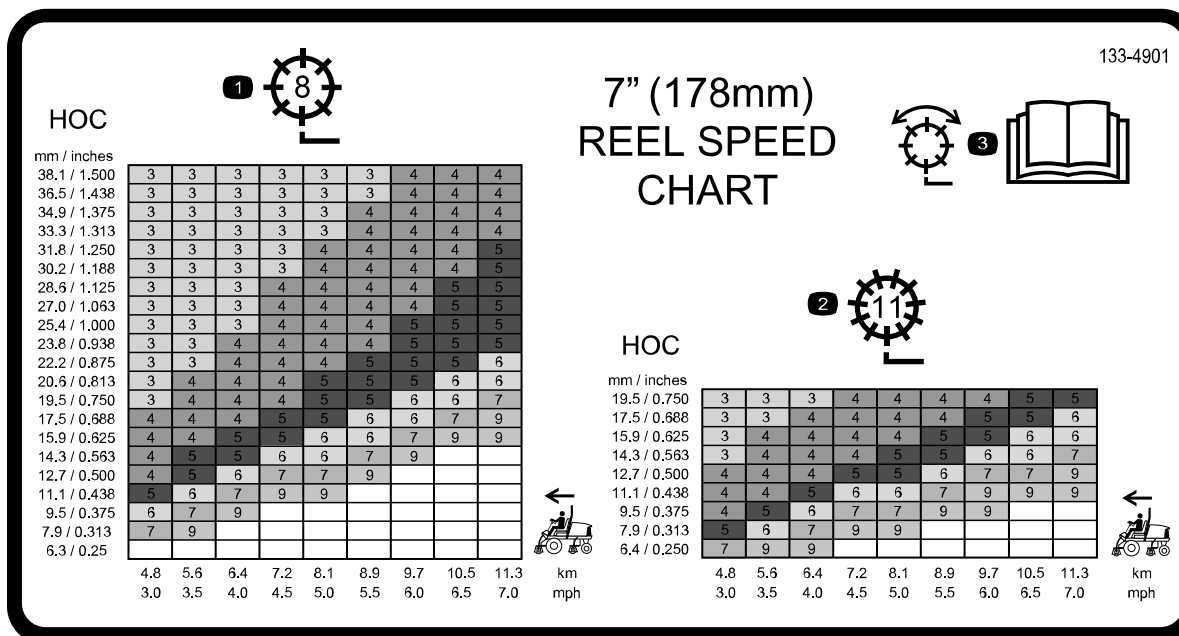 133-4901
1
8
HOC
mm / inches
38.1 / 1.500 3 3 3 3 3 3 4 4 4
36.5 / 1.438 3 3 3 3 3 3 4 4 4
34.9 / 1.375 3 3 3 3 3 4 4 4 4
33.3 / 1.313 3 3 3 3 3 4 4 4 4
31.8 / 1.250 3 3 3 3 4 4 4 4 5
30.2 / 1.188 3 3 3 3 4 4 4 4 5
28.6 / 1.125 3 3 3 4 4 4 4 5 5
27.0 / 1.063 3 3 3 4 4 4 4 5 5
25.4 / 1.000 3 3 3 4 4 4 5 5 5
23.8 / 0.938 3 3 4 4 4 4 5 5 5
22.2 / 0.875 3 3 4 4 4 5 5 5 6
20.6 / 0.813 3 4 4 4 5 5 5 6 6
19.5 / 0.750 3 4 4 4 5 5 6 6 7
17.5 / 0.688 4 4 4 5 5 6 6 7 9
15.9 / 0.625 4 4 5 5 6 6 7 9 9
14.3 / 0.563 4 5 5 6 6 7 9
12.7 / 0.500 4 5 6 7 7 9
11.1 / 0.438 5 6 7 9 9
9.5 / 0.375 6 7 9
7.9 / 0.313 7 9
6.3 / 0.25
4.8 5.6 6.4 7.2 8.1 8.9 9.7 10.5 11.3 km
3.0 3.5 4.0 4.5 5.0 5.5 6.0 6.5 7.0 mph
7” (178mm)
REEL SPEED
CHART
3
2
11
HOC
mm / inches
19.5 / 0.750 3 3 3 4 4 4 4 5 5
17.5 / 0.688 3 3 4 4 4 4 5 5 6
15.9 / 0.625 3 4 4 4 4 5 5 6 6
14.3 / 0.563 3 4 4 4 5 5 6 6 7
12.7 / 0.500 4 4 4 5 5 6 7 7 9
11.1 / 0.438 4 4 5 6 6 7 9 9 9
9.5 / 0.375 4 5 6 7 7 9 9
7.9 / 0.313 5 6 7 9 9
6.4 / 0.250 7 9 9
4.8 5.6 6.4 7.2 8.1 8.9 9.7 10.5 11.3 km
3.0 3.5 4.0 4.5 5.0 5.5 6.0 6.5 7.0 mph